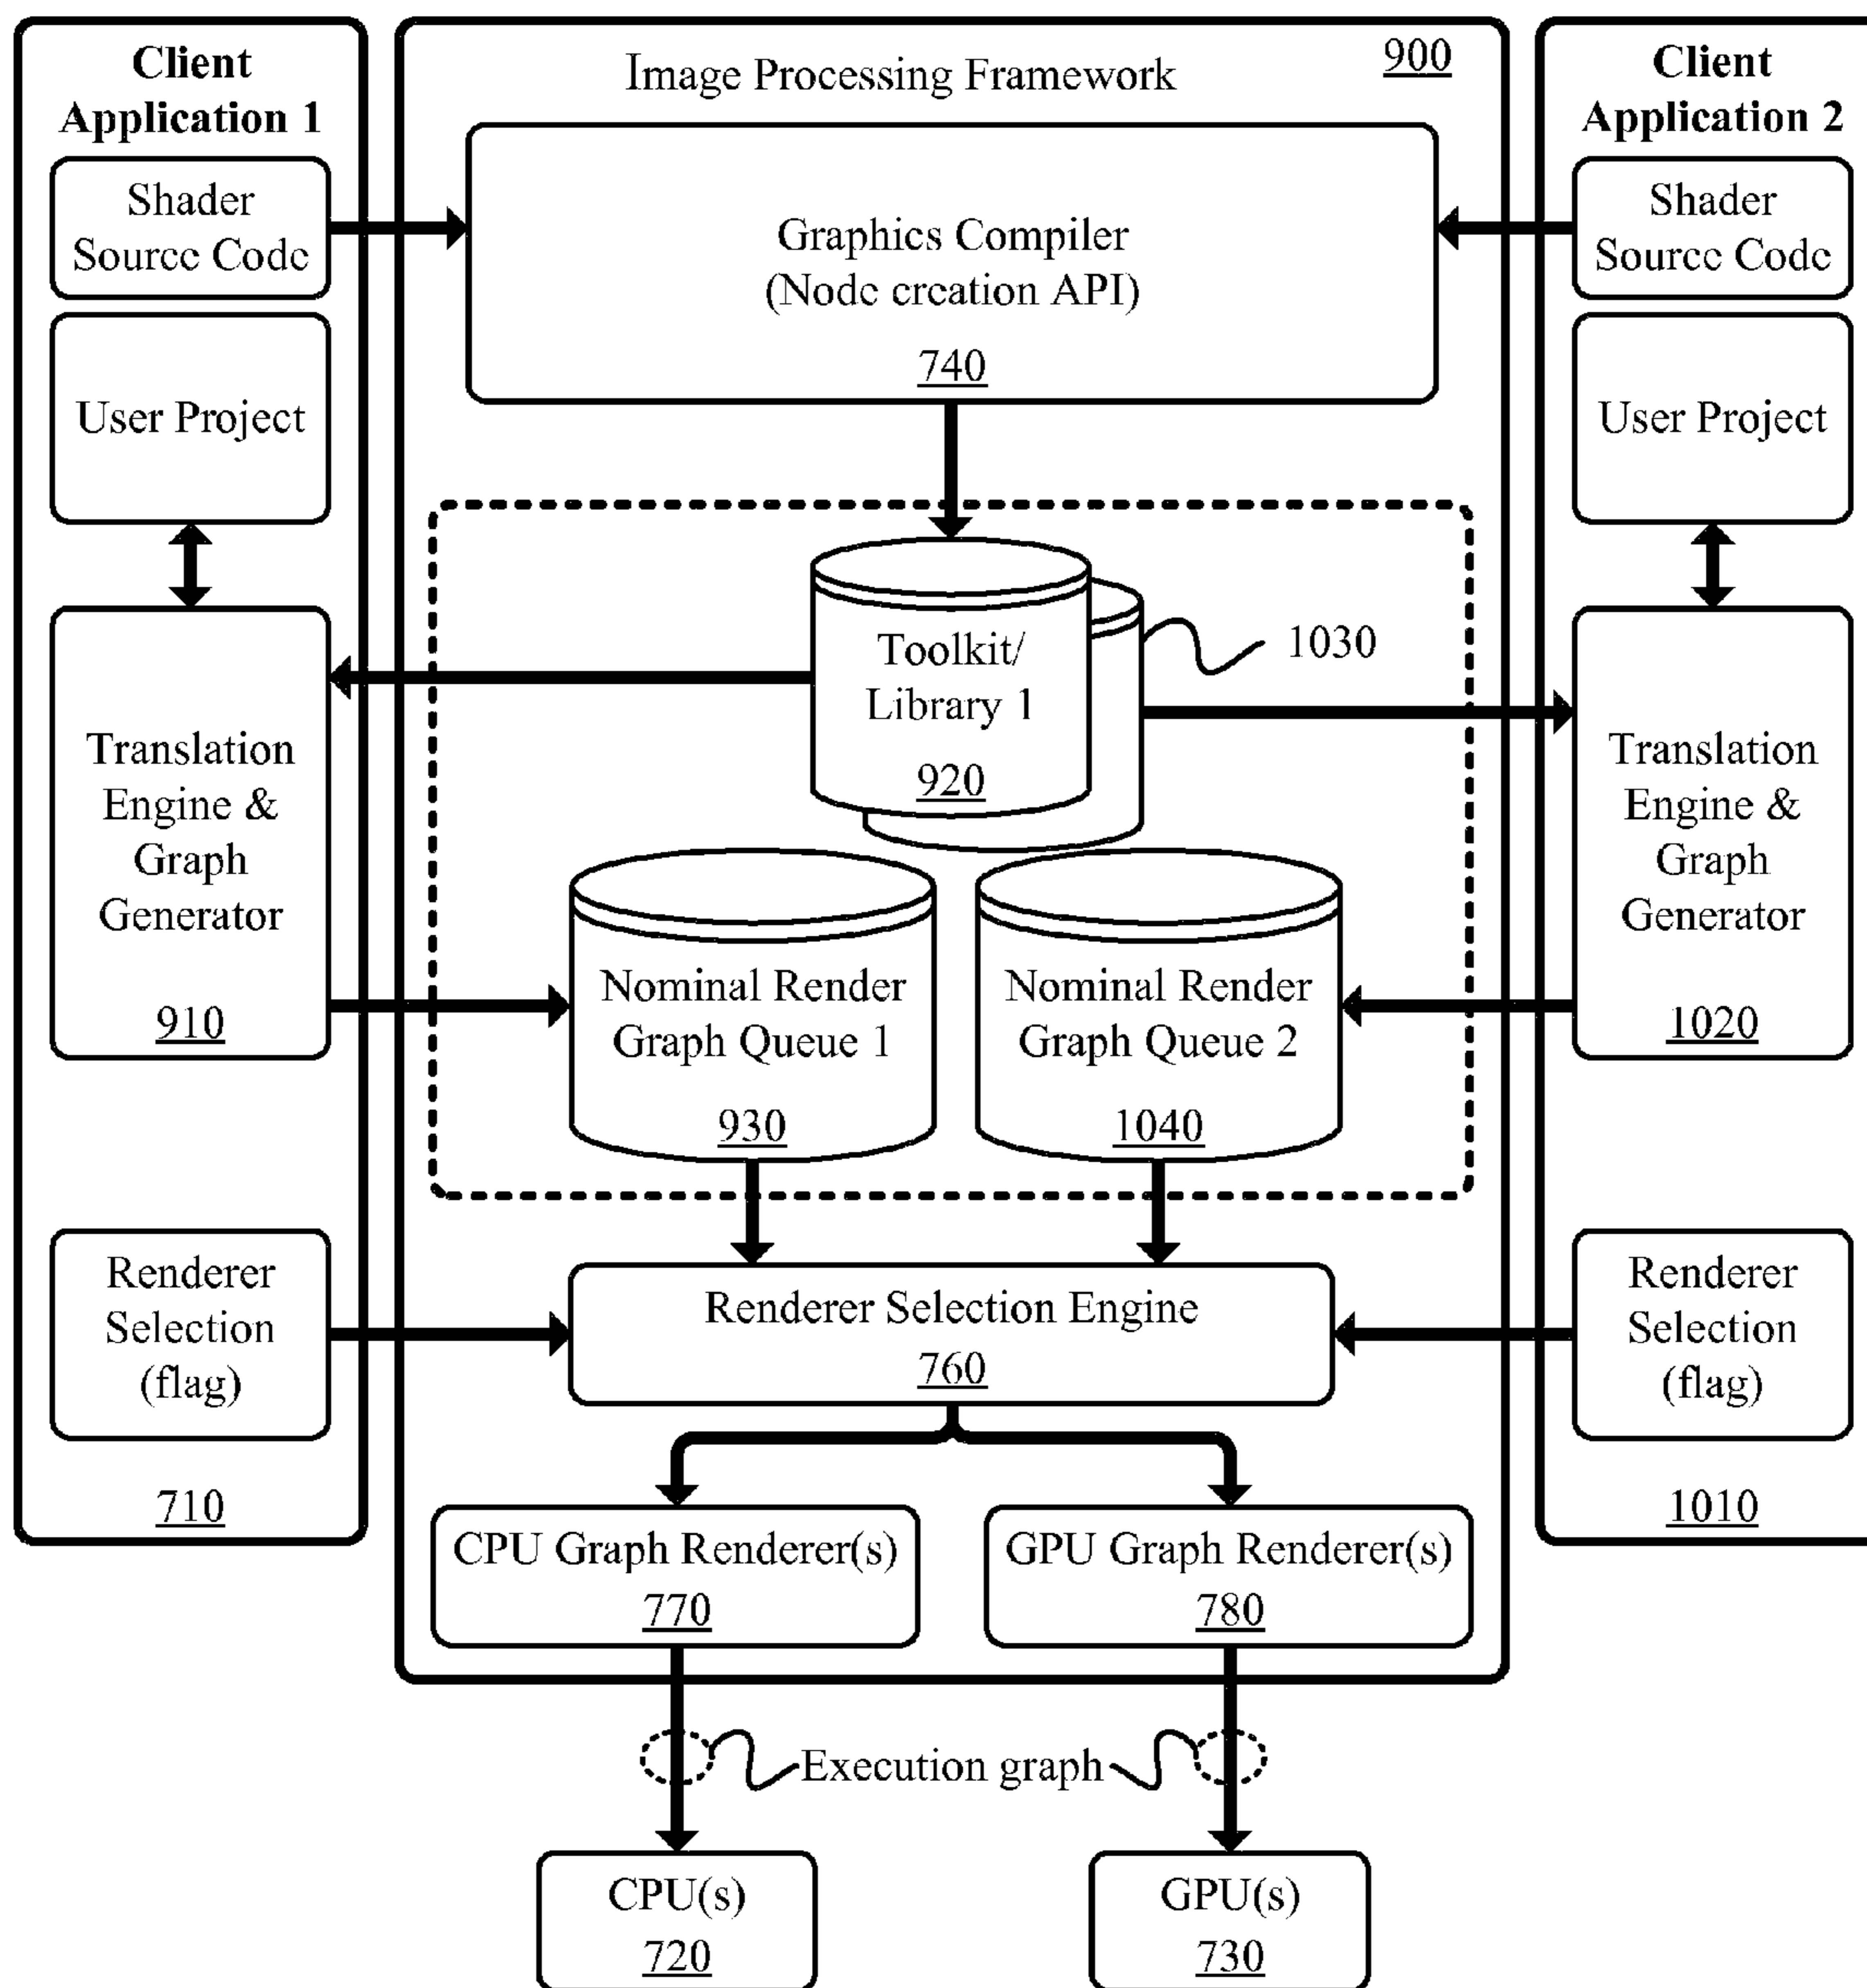 Client
Application 1
Shader
Source Code
User Project
Translation
Engine &
Graph
Generator
910
Renderer
Selection
(flag)
710
Image Processing Framework
900
Graphics Compiler
(Node creation API)
740
Toolkit/
Library 1
920
1030
Nominal Render
Graph Queue 1
930
Nominal Render
Graph Queue 2
1040
Renderer Selection Engine
760
CPU Graph Renderer(s)
770
GPU Graph Renderer(s)
780
Execution graph
CPU(s)
720
GPU(s)
730
Client
Application 2
Shader
Source Code
User Project
Translation
Engine &
Graph
Generator
1020
Renderer
Selection
(flag)
1010